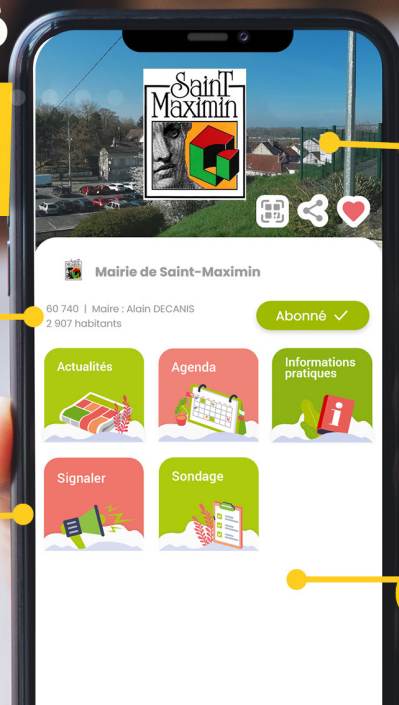 S
Saint
Maximin
Mairie de Saint-Maximin
60 740 | Maire : Alain DECANIS
2 907 habitants
Abonné
Actualités
Agenda
Informations
pratiques
Signaler
Sondage